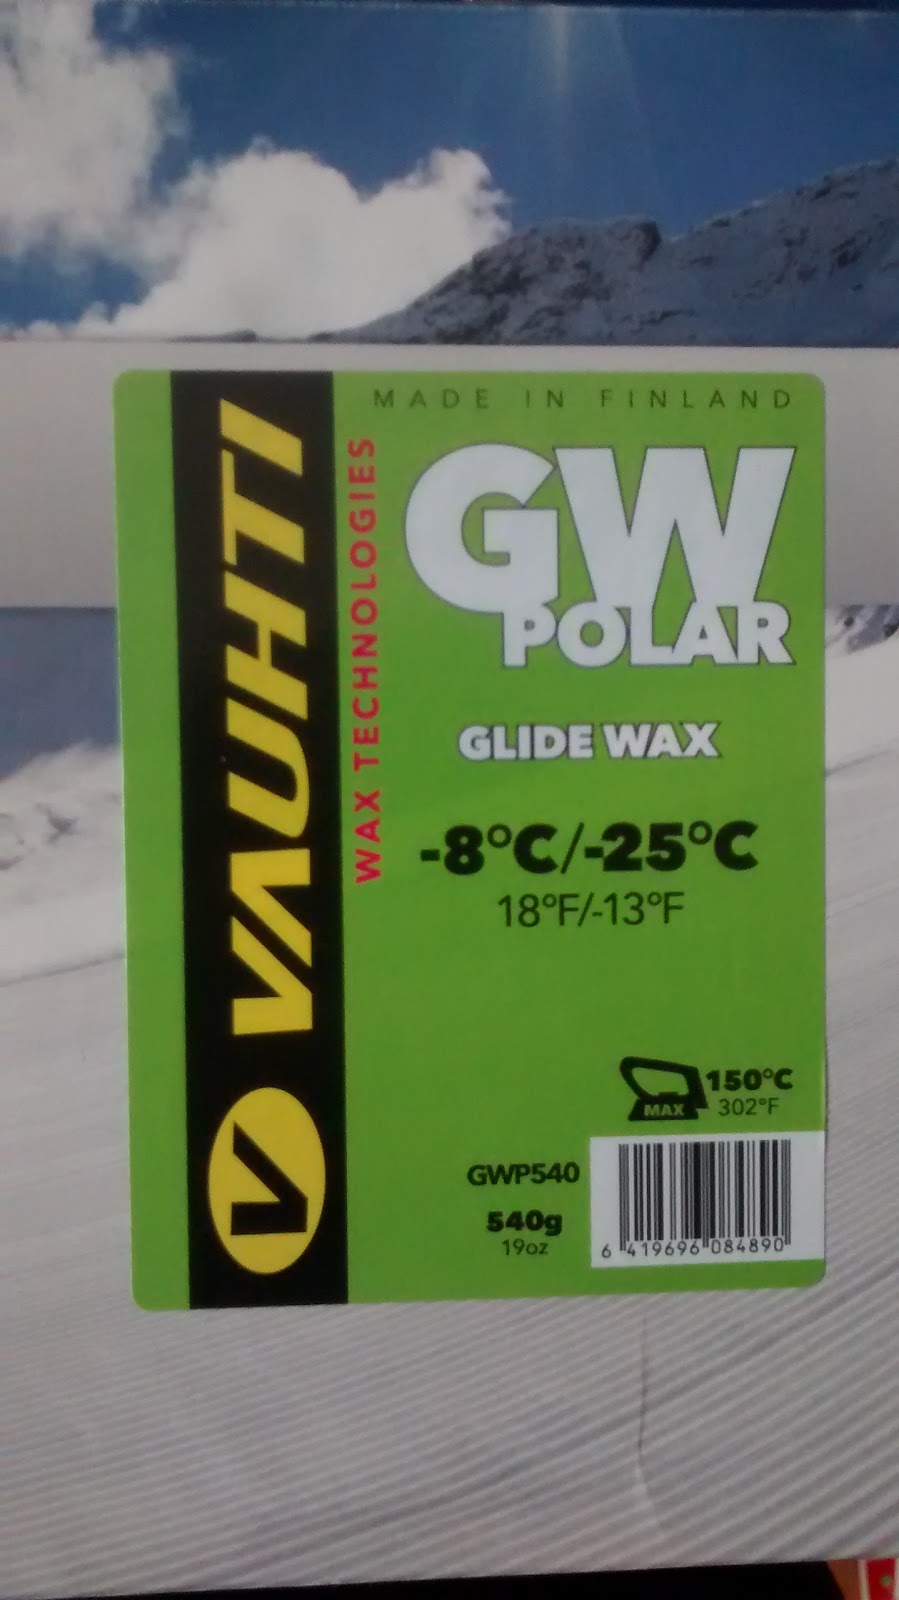 MADE IN FINLAND
VAUHTI
WAX TECHNOLOGIES
GW
POLAR
GLIDE WAX
-8°C/-25°C
18°F/-13°F
MAX
150°C
302°F
GWP540
540g
19oz
6 419696 084890
V